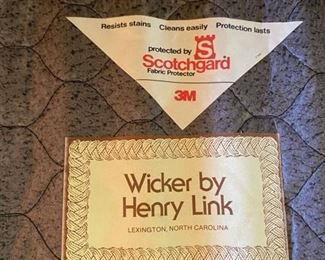 Resists stains Cleans easily Protection lasts
protected by
Scotchgard
Fabric Protector
3M
Wicker by
Henry Link
LEXINGTON, NORTH CAROLINA